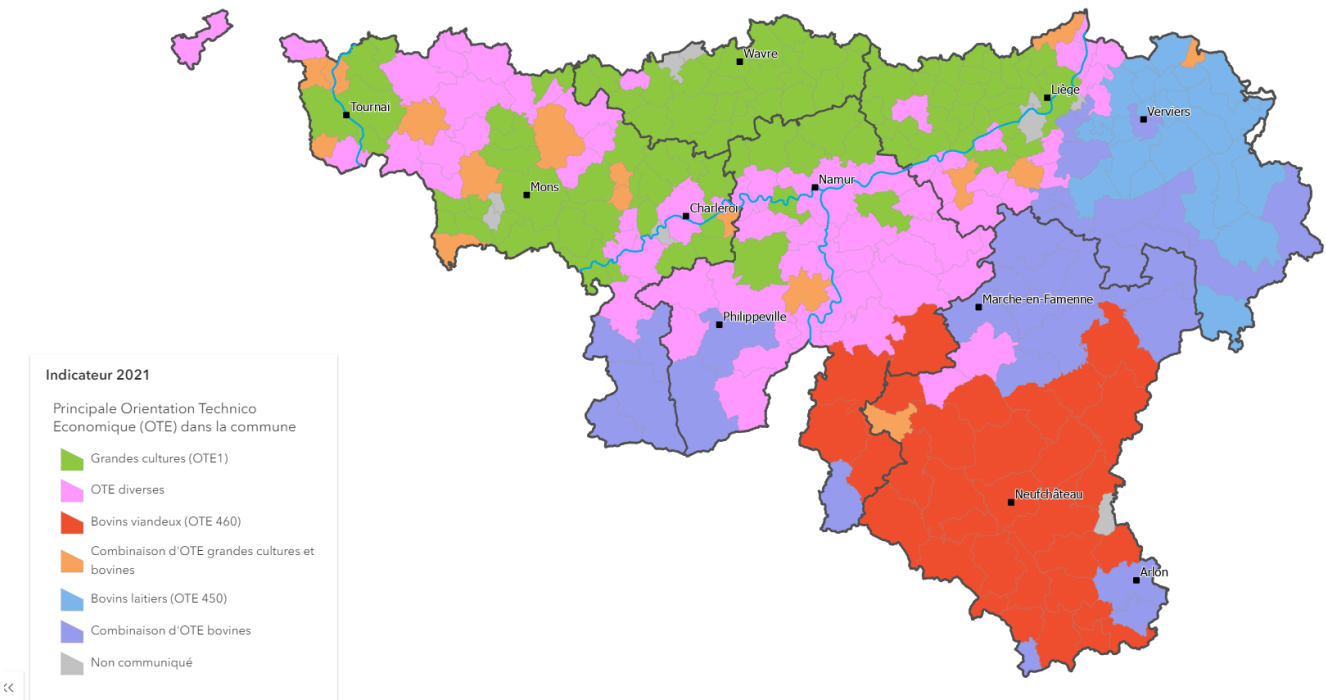 Wavre
Liège
Tournai
Verviers
Namur
Mons
Charleroi
Marche-en-Famenne
Philippeville
Indicateur 2021
Principale Orientation Technico
Economique (OTE) dans la commune
Grandes cultures (OTE1)
OTE diverses
Bovins viandeux (OTE 460)
Combinaison d'OTE grandes cultures et
bovines
Bovins laitiers (OTE 450)
Combinaison d'OTE bovines
Non communiqué
Neufchâteau
Arlon